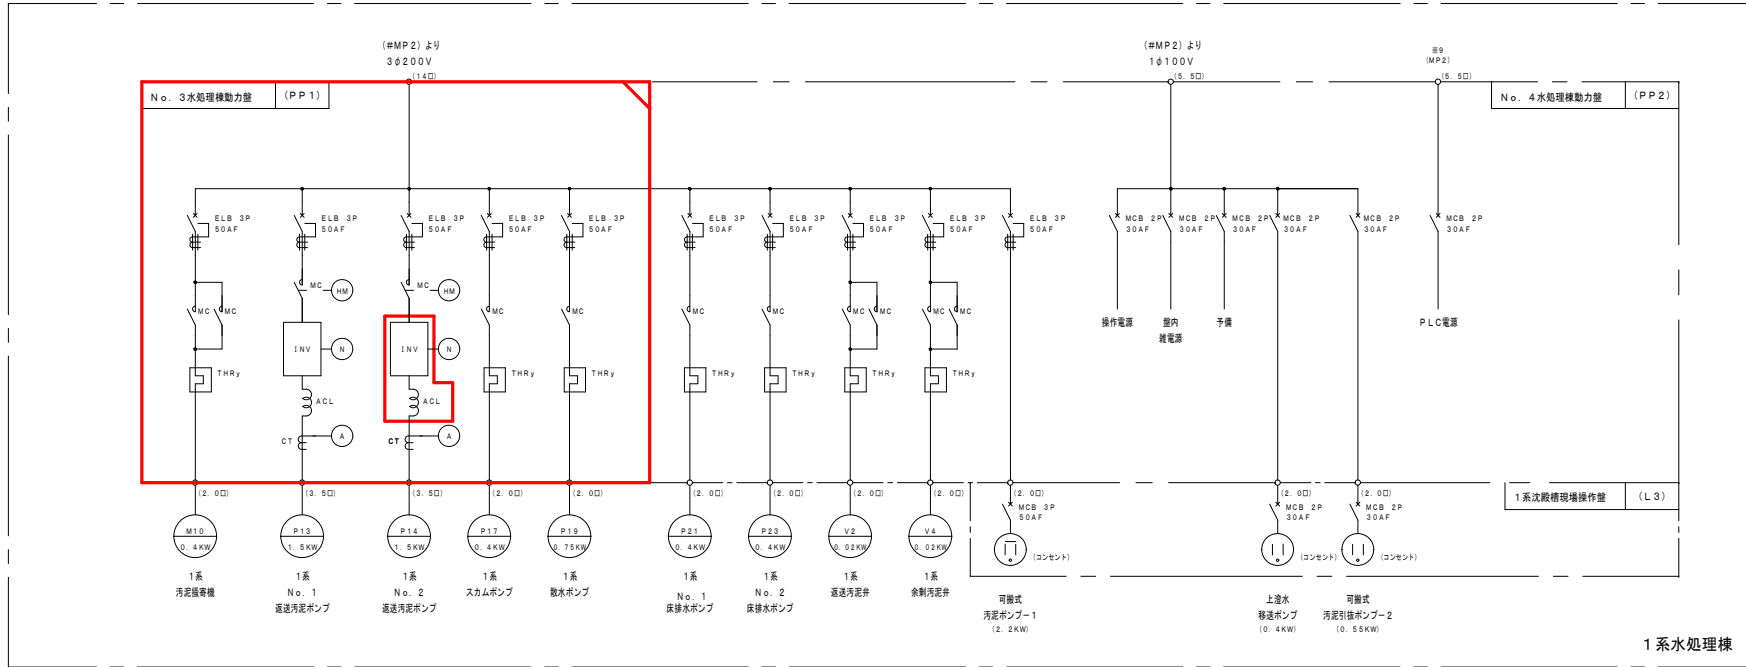 (#MP2) より
3φ200V
(14□)
(#MP2) より
1φ100V
(5. 5□)
※9
(MP2)
(5. 5□)
No. 3水処理棟動力盤 (PP1)
No. 4水処理棟動力盤 (PP2)
ELB 3P
50AF
ELB 3P
50AF
ELB 3P
50AF
ELB 3P
50AF
ELB 3P
50AF
ELB 3P
50AF
ELB 3P
50AF
ELB 3P
50AF
ELB 3P
50AF
ELB 3P
50AF
MCB 2P
30AF
MCB 2P
30AF
MCB 2P
30AF
MCB 2P
30AF
MCB 2P
30AF
MCB 2P
30AF
MC HM
MC HM
MC MC MC MC MC MC MC MC MC MC
操作電源
盤内
雑電源
予備
PLC電源
INV N
INV N
THRy THRy THRy THRy THRy THRy THRy
ACL ACL
CT A
CT A
(2. 0□) (3. 5□) (3. 5□) (2. 0□) (2. 0□) (2. 0□) (2. 0□) (2. 0□) (2. 0□) (2. 0□) (2. 0□) (2. 0□)
1系沈殿槽現場操作盤 (L3)
MCB 3P
50AF
MCB 2P
30AF
MCB 2P
30AF
M10
0. 4KW
P13
1. 5KW
P14
1. 5KW
P17
0. 4KW
P19
0. 75KW
P21
0. 4KW
P23
0. 4KW
V2
0. 02KW
V4
0. 02KW
(コンセント)
(コンセント)
(コンセント)
1系
汚泥掻寄機
1系
No. 1
返送汚泥ポンプ
1系
No. 2
返送汚泥ポンプ
1系
スカムポンプ
1系
散水ポンプ
1系
No. 1
床排水ポンプ
1系
No. 2
床排水ポンプ
1系
返送汚泥弁
1系
余剰汚泥弁
可搬式
汚泥ポンプ－1
(2. 2KW)
上澄水
移送ポンプ
(0. 4KW)
可搬式
汚泥引抜ポンプ－2
(0. 55KW)
1系水処理棟